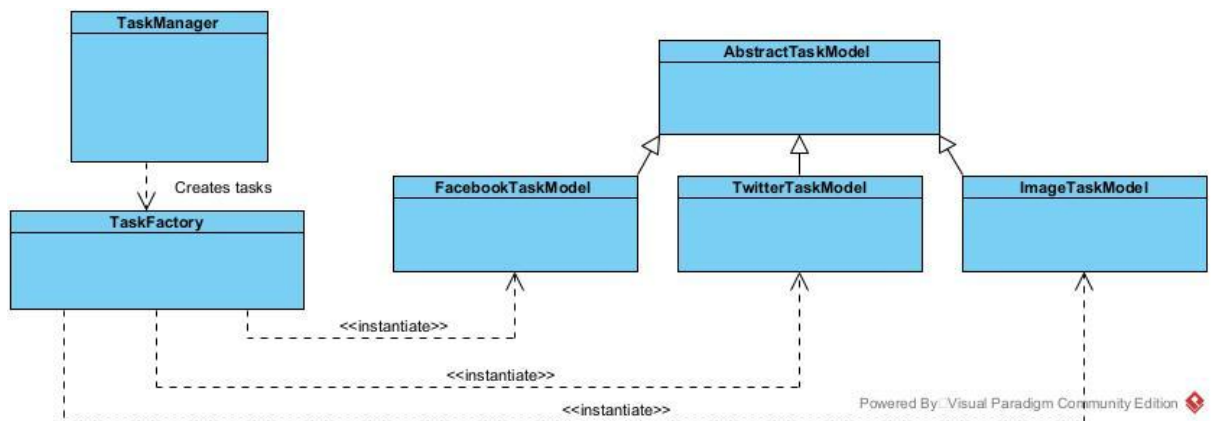 TaskManager
AbstractTaskModel
Creates tasks
FacebookTaskModel
TwitterTaskModel
ImageTaskModel
TaskFactory
<<instantiate>>
<<instantiate>>
<<instantiate>>
Powered By Visual Paradigm Community Edition